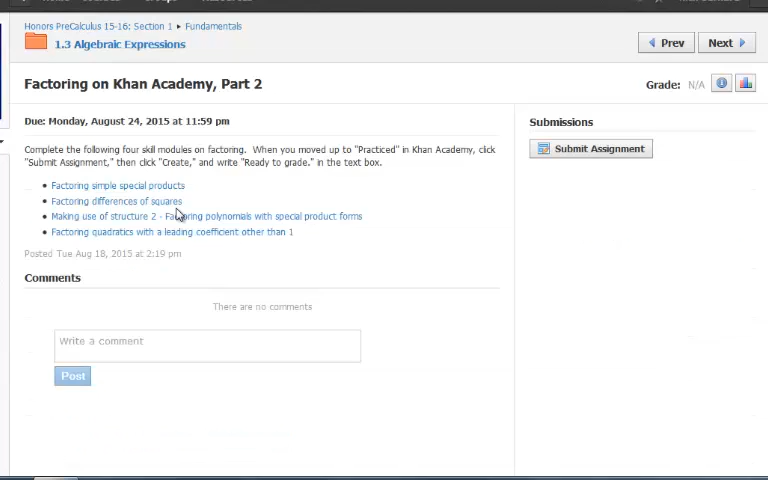 Honors PreCalculus 15-16: Section 1 ▸ Fundamentals
1.3 Algebraic Expressions
Prev
Next
Factoring on Khan Academy, Part 2
Grade: N/A
Due: Monday, August 24, 2015 at 11:59 pm
Complete the following four skill modules on factoring. When you moved up to "Practiced" in Khan Academy, click
"Submit Assignment," then click "Create," and write "Ready to grade." in the text box.
• Factoring simple special products
• Factoring differences of squares
• Making use of structure 2 - Factoring polynomials with special product forms
• Factoring quadratics with a leading coefficient other than 1
Posted Tue Aug 18, 2015 at 2:19 pm
Comments
There are no comments
Write a comment
Post
Submissions
Submit Assignment